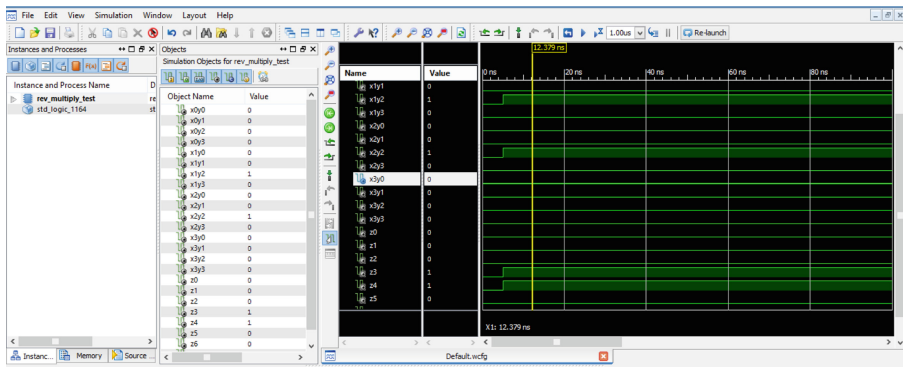 File Edit View Simulation Window Layout Help
1.00us Re-launch
Instances and Processes
Instance and Process Name D
rev_multiply_test re
std_logic_1164 st
Instanc... Memory Source ...
Objects
Simulation Objects for rev_multiply_test
Object Name Value
x0y0 0
x0y1 0
x0y2 0
x0y3 0
x1y0 0
x1y1 0
x1y2 1
x1y3 0
x2y0 0
x2y1 0
x2y2 1
x2y3 0
x3y0 0
x3y1 0
x3y2 0
x3y3 0
z0 0
z1 0
z2 0
z3 1
z4 1
z5 0
z6 0
Name Value
x1y1 0
x1y2 1
x1y3 0
x2y0 0
x2y1 0
x2y2 1
x2y3 0
x3y0 0
x3y1 0
x3y2 0
x3y3 0
z0 0
z1 0
z2 0
z3 1
z4 1
z5 0
12.379 ns
0 ns 20 ns 40 ns 60 ns 80 ns
X1: 12.379 ns
Default.wcfg